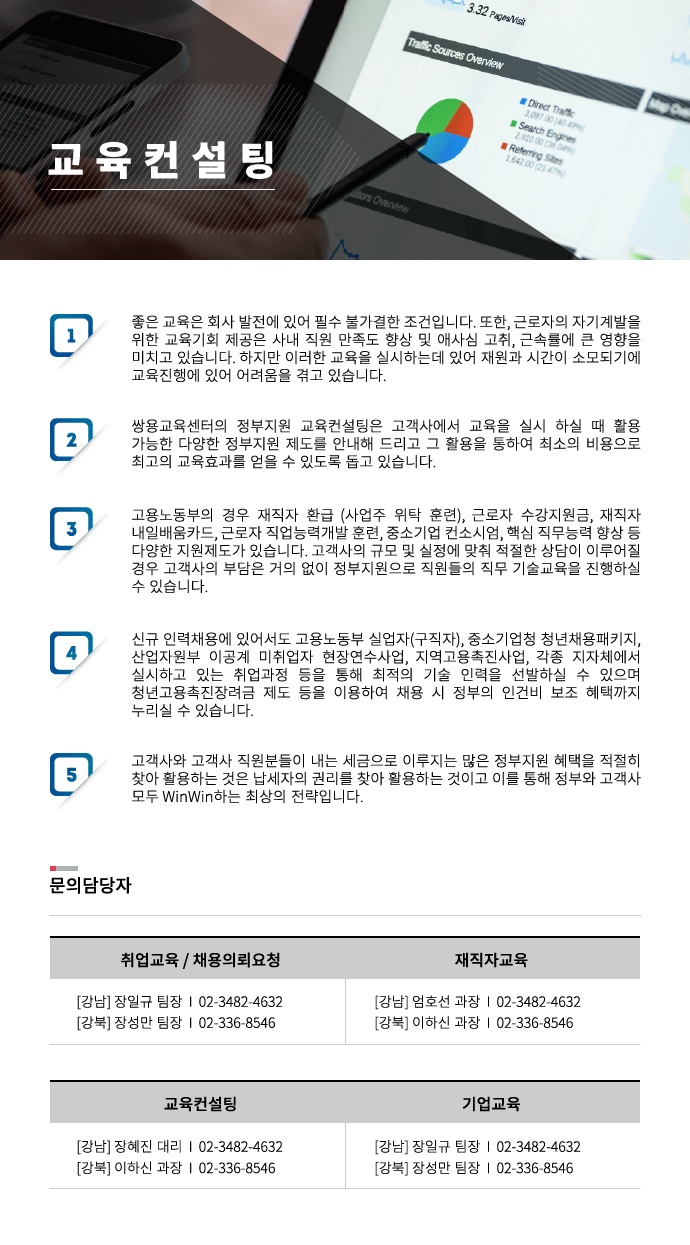 3.32 Pages/Visit
Traffic Sources Overview
Direct Traffic
3,097.00 (40.49%)
Search Engines
2,910.00 (38.04%)
Referring Sites
1,642.00 (21.47%)
Map Ove
itors Overview
교육컨설팅
1
좋은 교육은 회사 발전에 있어 필수 불가결한 조건입니다. 또한, 근로자의 자기계발을
위한 교육기회 제공은 사내 직원 만족도 향상 및 애사심 고취, 근속률에 큰 영향을
미치고 있습니다. 하지만 이러한 교육을 실시하는데 있어 재원과 시간이 소모되기에
교육진행에 있어 어려움을 겪고 있습니다.
2
쌍용교육센터의 정부지원 교육컨설팅은 고객사에서 교육을 실시 하실 때 활용
가능한 다양한 정부지원 제도를 안내해 드리고 그 활용을 통하여 최소의 비용으로
최고의 교육효과를 얻을 수 있도록 돕고 있습니다.
3
고용노동부의 경우 재직자 환급 (사업주 위탁 훈련), 근로자 수강지원금, 재직자
내일배움카드, 근로자 직업능력개발 훈련, 중소기업 컨소시엄, 핵심 직무능력 향상 등
다양한 지원제도가 있습니다. 고객사의 규모 및 실정에 맞춰 적절한 상담이 이루어질
경우 고객사의 부담은 거의 없이 정부지원으로 직원들의 직무 기술교육을 진행하실
수 있습니다.
4
신규 인력채용에 있어서도 고용노동부 실업자(구직자), 중소기업청 청년채용패키지,
산업자원부 이공계 미취업자 현장연수사업, 지역고용촉진사업, 각종 지자체에서
실시하고 있는 취업과정 등을 통해 최적의 기술 인력을 선발하실 수 있으며
청년고용촉진장려금 제도 등을 이용하여 채용 시 정부의 인건비 보조 혜택까지
누리실 수 있습니다.
5
고객사와 고객사 직원분들이 내는 세금으로 이루지는 많은 정부지원 혜택을 적절히
찾아 활용하는 것은 납세자의 권리를 찾아 활용하는 것이고 이를 통해 정부와 고객사
모두 WinWin하는 최상의 전략입니다.
문의담당자
취업교육 / 채용의뢰요청
재직자교육
[강남] 장일규 팀장 I 02-3482-4632
[강북] 장성만 팀장 I 02-336-8546
[강남] 엄호선 과장 I 02-3482-4632
[강북] 이하신 과장 I 02-336-8546
교육컨설팅
기업교육
[강남] 장혜진 대리 I 02-3482-4632
[강북] 이하신 과장 I 02-336-8546
[강남] 장일규 팀장 I 02-3482-4632
[강북] 장성만 팀장 I 02-336-8546